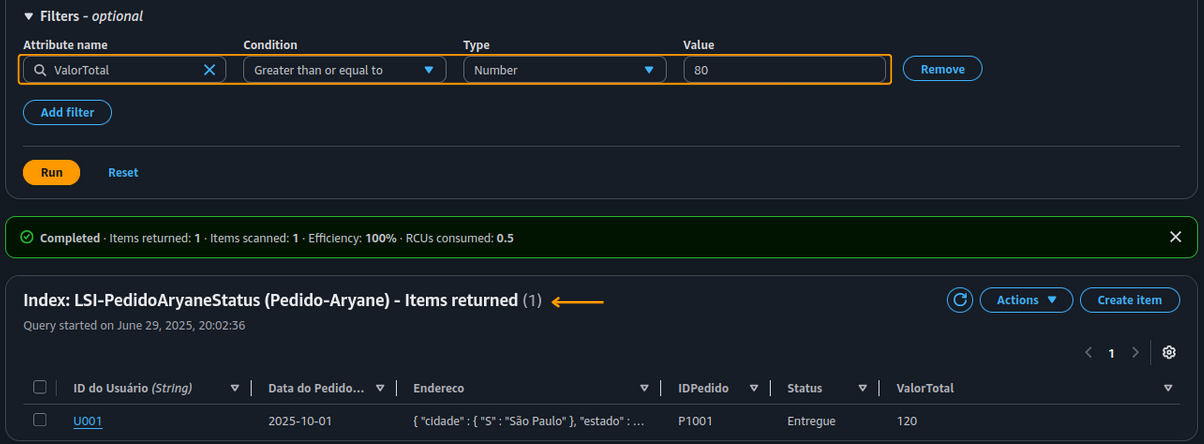 Filters - optional
Attribute name Condition Type Value
ValorTotal Greater than or equal to Number 80 Remove
Add filter
Run Reset
Completed · Items returned: 1 · Items scanned: 1 · Efficiency: 100% · RCUs consumed: 0.5
Index: LSI-PedidoAryaneStatus (Pedido-Aryane) - Items returned (1) Actions Create item
Query started on June 29, 2025, 20:02:36
1
ID do Usuário (String) Data do Pedido... Endereco IDPedido Status ValorTotal
U001 2025-10-01 { "cidade" : { "S" : "São Paulo" }, "estado" : ... P1001 Entregue 120